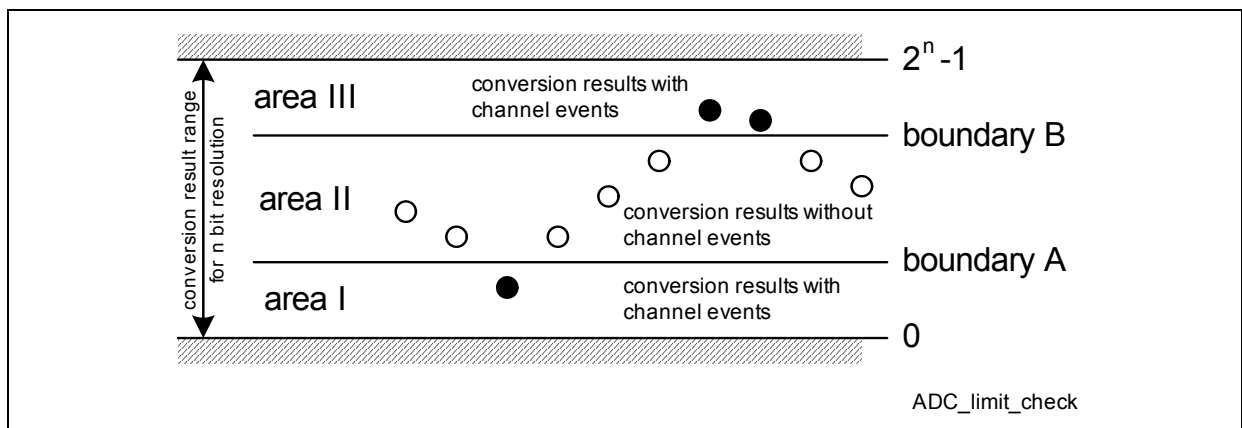 2ⁿ-1
conversion result range
for n bit resolution
area III
conversion results with
channel events
boundary B
area II
conversion results without
channel events
boundary A
area I
conversion results with
channel events
0
ADC_limit_check